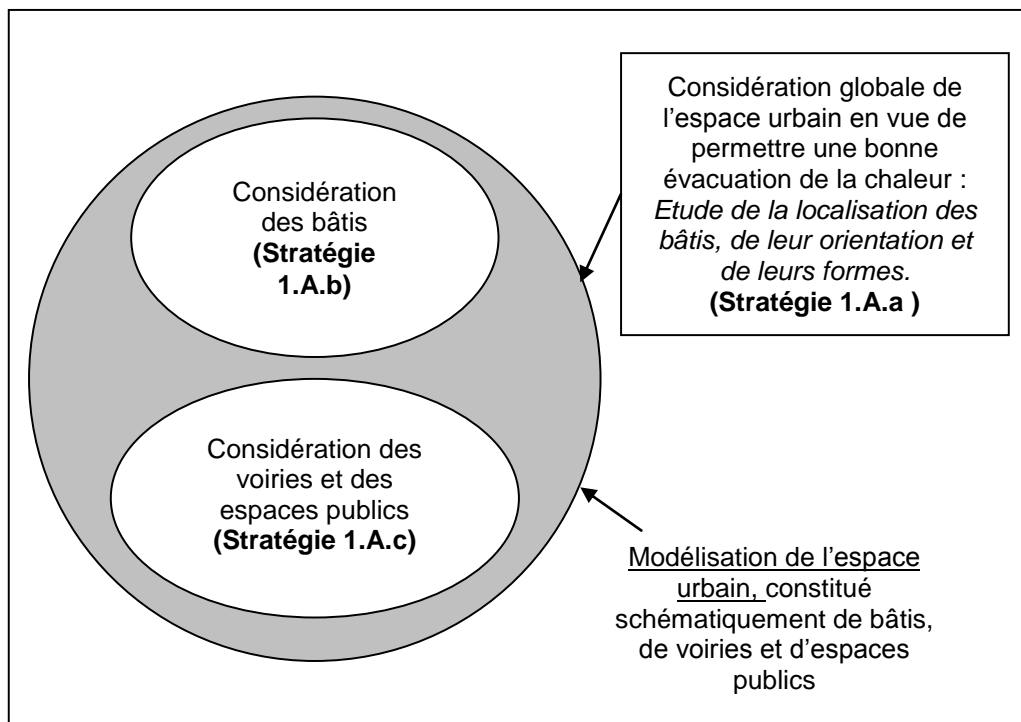 Considération
des bâtis
(Stratégie
1.A.b)
Considération des
voiries et des
espaces publics
(Stratégie 1.A.c)
Considération globale de
l’espace urbain en vue de
permettre une bonne
évacuation de la chaleur :
Etude de la localisation des
bâtis, de leur orientation et
de leurs formes.
(Stratégie 1.A.a )
Modélisation de l’espace
urbain, constitué
schématiquement de bâtis,
de voiries et d’espaces
publics